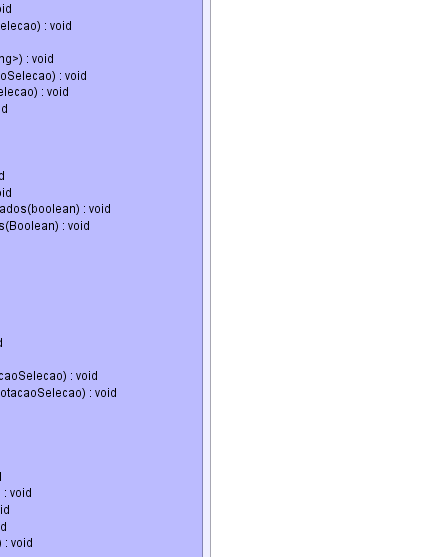 oid
elecao) : void
ng>) : void
oSelecao) : void
elecao) : void
d
d
oid
ados(boolean) : void
s(Boolean) : void
d
caoSelecao) : void
otacaoSelecao) : void
d
) : void
id
d
) : void